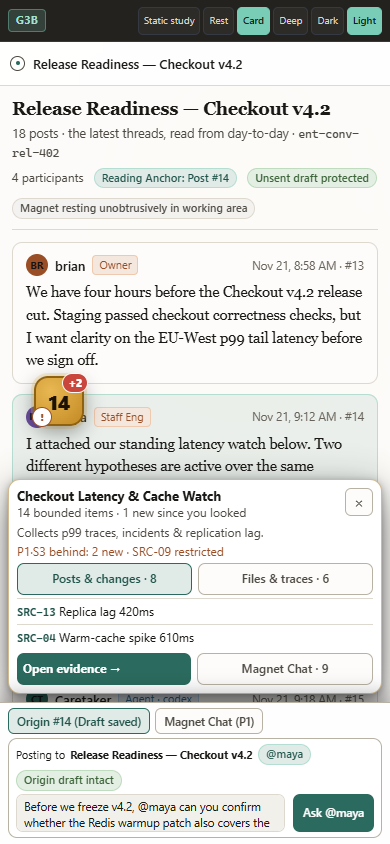 G3B
Static study
Rest
Card
Deep
Dark
Light
Release Readiness — Checkout v4.2
Release Readiness — Checkout v4.2
18 posts · the latest threads, read from day-to-day · ent-conv-
rel-402
4 participants
Reading Anchor: Post #14
Unsent draft protected
Magnet resting unobtrusively in working area
BR brian Owner Nov 21, 8:58 AM · #13
We have four hours before the Checkout v4.2 release
cut. Staging passed checkout correctness checks, but
I want clarity on the EU-West p99 tail latency before
we sign off.
14
+2
!
Staff Eng
Nov 21, 9:12 AM · #14
I attached our standing latency watch below. Two
different hypotheses are active over the same
Checkout Latency & Cache Watch
×
14 bounded items · 1 new since you looked
Collects p99 traces, incidents & replication lag.
P1·S3 behind: 2 new · SRC-09 restricted
Posts & changes · 8
Files & traces · 6
SRC-13 Replica lag 420ms
SRC-04 Warm-cache spike 610ms
Open evidence →
Magnet Chat · 9
CT Caretaker Agent · codex Nov 21, 9:18 AM · #15
Origin #14 (Draft saved)
Magnet Chat (P1)
Posting to Release Readiness — Checkout v4.2 @maya
Origin draft intact
Before we freeze v4.2, @maya can you confirm
whether the Redis warmup patch also covers the
Ask @maya